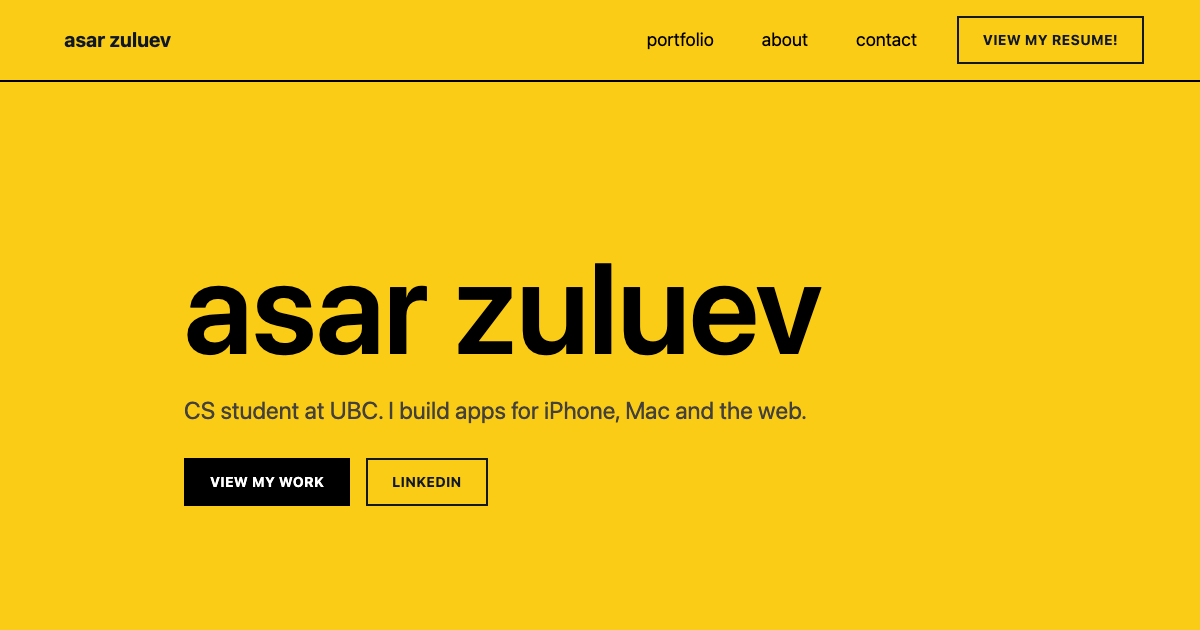 asar zuluev
portfolio about contact VIEW MY RESUME!
asar zuluev
CS student at UBC. I build apps for iPhone, Mac and the web.
VIEW MY WORK LINKEDIN